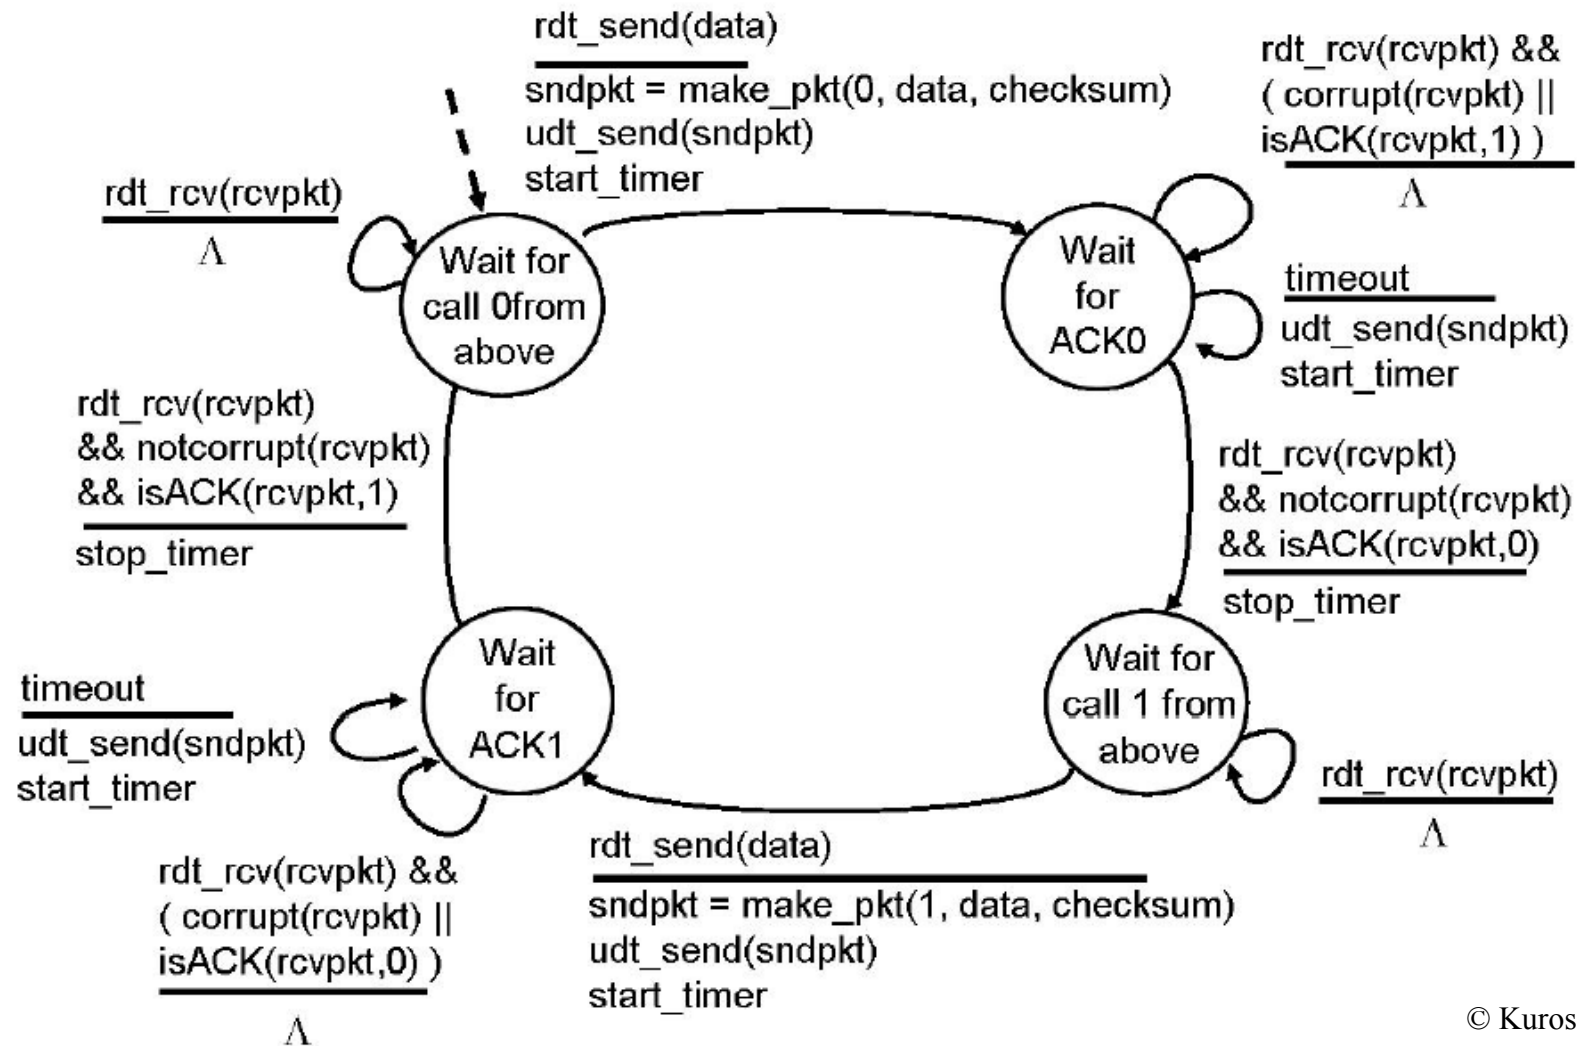 rdt_send(data)
sndpkt = make_pkt(0, data, checksum)
udt_send(sndpkt)
start_timer
rdt_rcv(rcvpkt) &&
( corrupt(rcvpkt) ||
isACK(rcvpkt,1) )
Λ
rdt_rcv(rcvpkt)
Λ
Wait for
call 0from
above
Wait
for
ACK0
timeout
udt_send(sndpkt)
start_timer
rdt_rcv(rcvpkt)
&& notcorrupt(rcvpkt)
&& isACK(rcvpkt,1)
stop_timer
rdt_rcv(rcvpkt)
&& notcorrupt(rcvpkt)
&& isACK(rcvpkt,0)
stop_timer
Wait
for
ACK1
Wait for
call 1 from
above
timeout
udt_send(sndpkt)
start_timer
rdt_rcv(rcvpkt)
Λ
rdt_rcv(rcvpkt) &&
( corrupt(rcvpkt) ||
isACK(rcvpkt,0) )
Λ
rdt_send(data)
sndpkt = make_pkt(1, data, checksum)
udt_send(sndpkt)
start_timer
© Kuros